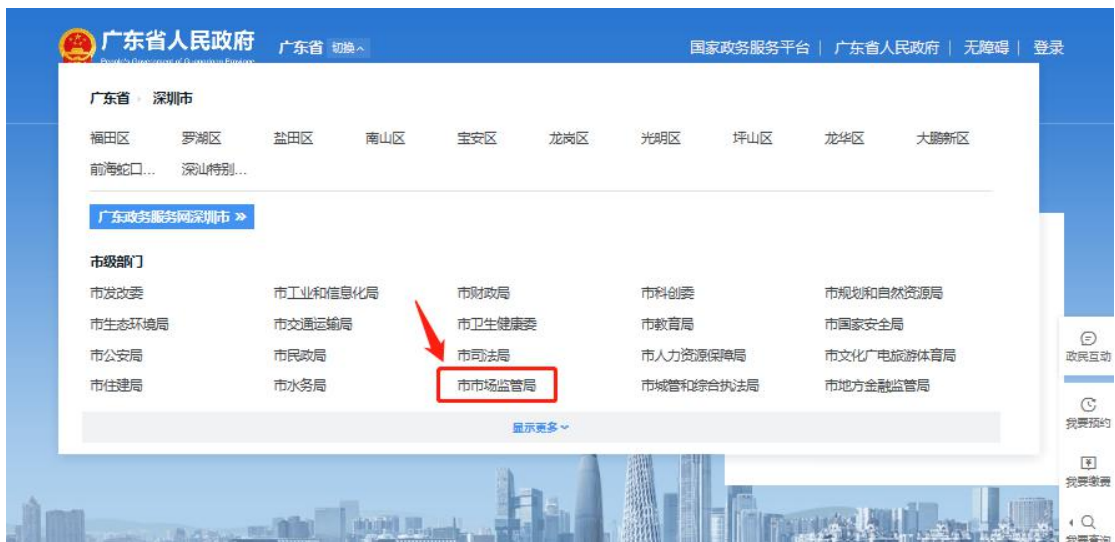 广东省人民政府 广东省 切换 国家政务服务平台 | 广东省人民政府 | 无障碍 | 登录
People's Government of Guangdong Province
广东省 深圳市
福田区 罗湖区 盐田区 南山区 宝安区 龙岗区 光明区 坪山区 龙华区 大鹏新区
前海蛇口... 深汕特别...
广东政务服务网深圳市 »
市级部门
市发改委 市工业和信息化局 市财政局 市科创委 市规划和自然资源局
市生态环境局 市交通运输局 市卫生健康委 市教育局 市国家安全局
市公安局 市民政局 市司法局 市人力资源保障局 市文化广电旅游体育局
市住建局 市水务局 市市场监管局 市城管和综合执法局 市地方金融监管局
显示更多
政民互动
我要预约
我要缴费
我要查询